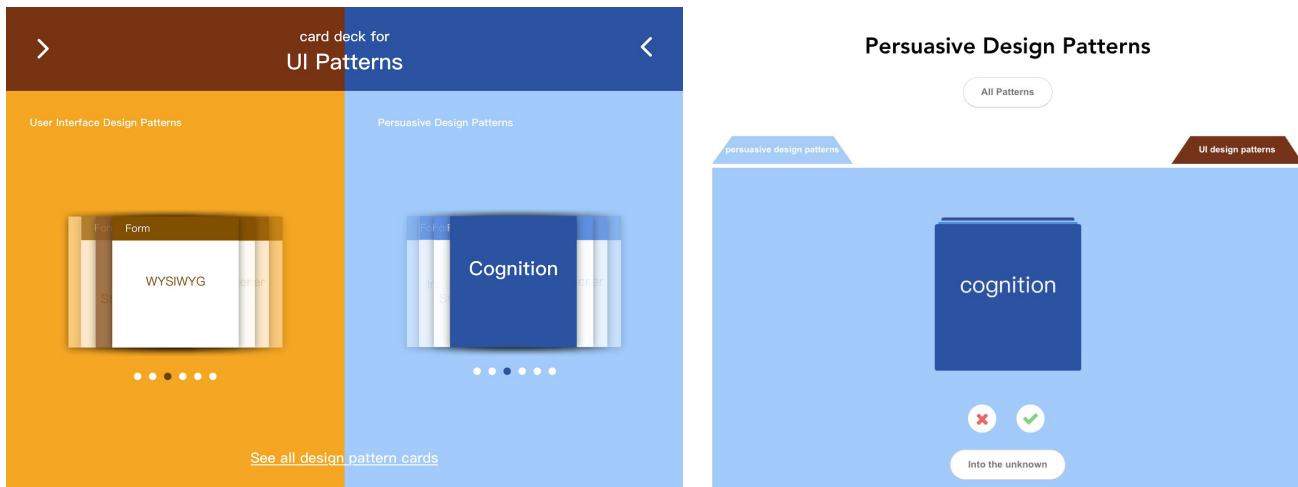 card deck for
UI Patterns
User Interface Design Patterns
Persuasive Design Patterns
Form
WYSIWYG
Cognition
See all design pattern cards
Persuasive Design Patterns
All Patterns
persuasive design patterns
UI design patterns
cognition
Into the unknown